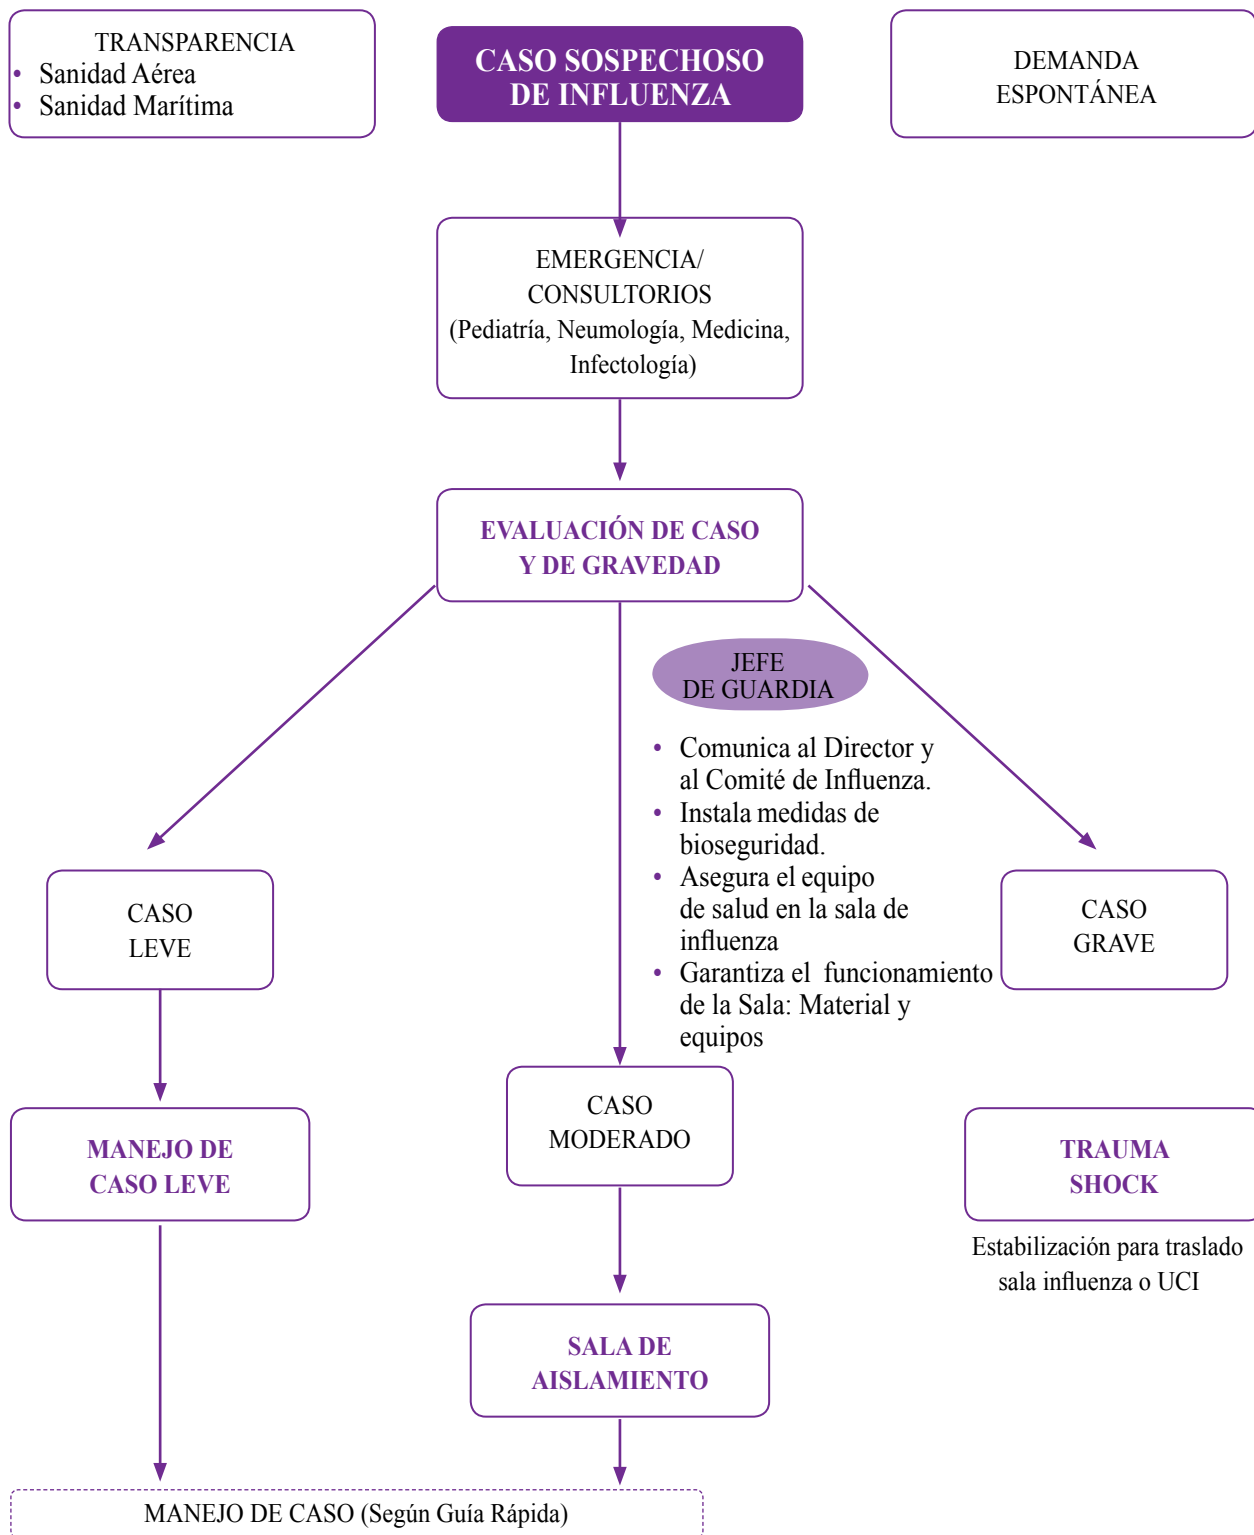 TRANSPARENCIA
• Sanidad Aérea
• Sanidad Marítima
CASO SOSPECHOSO
DE INFLUENZA
DEMANDA
ESPONTÁNEA
EMERGENCIA/
CONSULTORIOS
(Pediatría, Neumología, Medicina,
Infectología)
EVALUACIÓN DE CASO
Y DE GRAVEDAD
JEFE
DE GUARDIA
• Comunica al Director y
al Comité de Influenza.
• Instala medidas de
bioseguridad.
• Asegura el equipo
de salud en la sala de
influenza
• Garantiza el funcionamiento
de la Sala: Material y
equipos
CASO
LEVE
CASO
GRAVE
CASO
MODERADO
MANEJO DE
CASO LEVE
TRAUMA
SHOCK
Estabilización para traslado
sala influenza o UCI
SALA DE
AISLAMIENTO
MANEJO DE CASO (Según Guía Rápida)